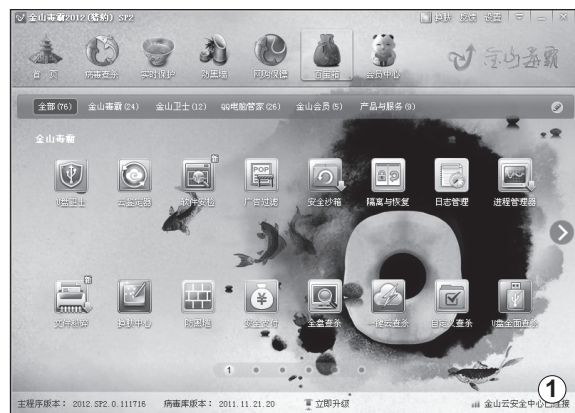 金山毒霸2012(猎豹) SP2
换肤 反馈 设置
首 页 病毒查杀 实时保护 防黑墙 网购保镖 百宝箱 会员中心
金山毒霸
全部(76) 金山毒霸(24) 金山卫士(12) QQ电脑管家(26) 金山会员(5) 产品与服务(9)
金山毒霸
U盘卫士 云鉴定器 软件安检 广告过滤 安全沙箱 隔离与恢复 日志管理 进程管理器
文件粉碎 换肤中心 防黑墙 安全支付 全盘查杀 一键云查杀 自定义查杀 U盘全面查杀
1
主程序版本： 2012.SP2.0.111716 病毒库版本： 2011.11.21.20 立即升级 金山云安全中心已连接
①